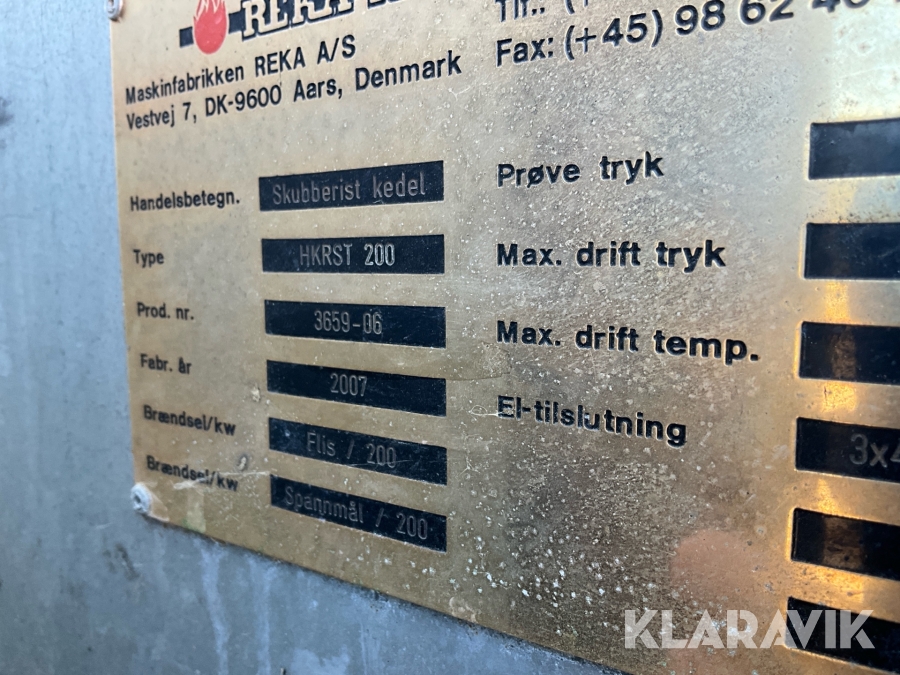 REKA
Maskinfabrikken REKA A/S
Vestvej 7, DK-9600 Aars, Denmark
Fax: (+45) 98 62 40
Handelsbetegn. Skubberist kedel
Type HKRST 200
Prod. nr. 3659-06
Fabr. år 2007
Brændsel/kw Flis / 200
Brændsel/kw Spannmål / 200
Prøve tryk
Max. drift tryk
Max. drift temp.
El-tilslutning 3x4
KLARAVIK